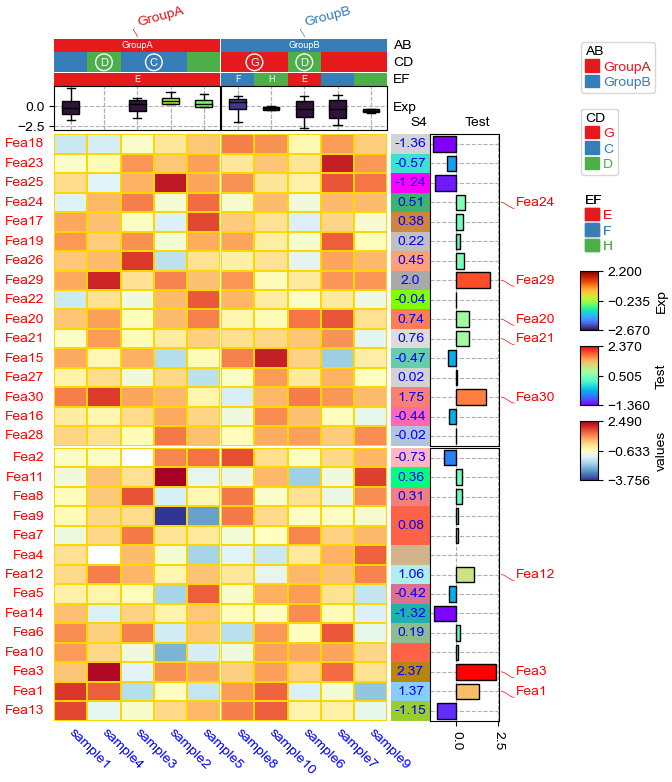 GroupA
GroupB
GroupA GroupB AB
D C G D CD
E F H E EF
0.0
−2.5
Exp
S4 Test
Fea18 -1.36
Fea23 -0.57
Fea25 -1.24
Fea24 0.51 Fea24
Fea17 0.38
Fea19 0.22
Fea26 0.45
Fea29 2.0 Fea29
Fea22 -0.04
Fea20 0.74 Fea20
Fea21 0.76 Fea21
Fea15 -0.47
Fea27 0.02
Fea30 1.75 Fea30
Fea16 -0.44
Fea28 -0.02
Fea2 -0.73
Fea11 0.36
Fea8 0.31
Fea9
0.08
Fea7
Fea4
Fea12 1.06 Fea12
Fea5 -0.42
Fea14 -1.32
Fea6 0.19
Fea10
Fea3 2.37 Fea3
Fea1 1.37 Fea1
Fea13 -1.15
sample1 sample4 sample3 sample2 sample5 sample8 sample10 sample6 sample7 sample9
0.0 2.5
AB
GroupA
GroupB
CD
G
C
D
EF
E
F
H
2.200
−0.235
−2.670
Exp
2.370
0.505
−1.360
Test
2.490
−0.633
−3.756
values